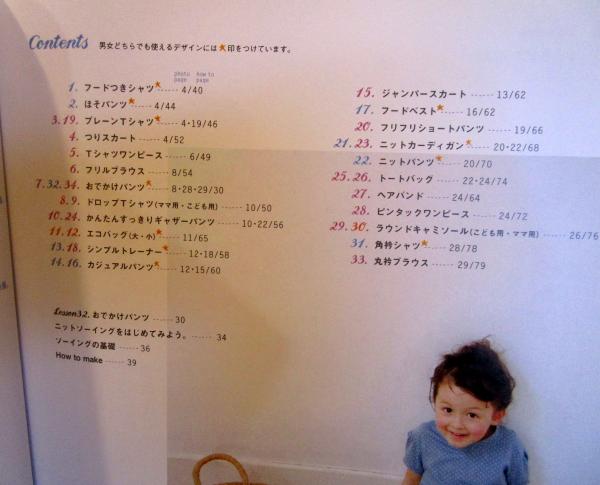 Contents 男女どちらでも使えるデザインには★印をつけています。
photo page how to page
1. フードつきシャツ★ ------ 4/40
2. ほそパンツ★ ------ 4/44
3.19. プレーンTシャツ★ ------ 4・19/46
4. つりスカート ------ 4/52
5. Tシャツワンピース ------ 6/49
6. フリルブラウス ------ 8/54
7.32.34. おでかけパンツ★ ------ 8・28・29/30
8.9. ドロップTシャツ(ママ用・こども用) ------ 10/50
10.24. かんたんすっきりギャザーパンツ ------ 10・22/56
11.12. エコバッグ(大・小)★ ------ 11/65
13.18. シンプルトレーナー★ ------ 12・18/58
14.16. カジュアルパンツ★ ------ 12・15/60
Lesson32. おでかけパンツ ------ 30
ニットソーイングをはじめてみよう。 ------ 34
ソーイングの基礎 ------ 36
How to make ------ 39
15. ジャンパースカート ------ 13/62
17. フードベスト★ ------ 16/62
20. フリフリショートパンツ ------ 19/66
21.23. ニットカーディガン★ ------ 20・22/68
22. ニットパンツ★ ------ 20/70
25.26. トートバッグ ------ 22・24/74
27. ヘアバンド ------ 24/64
28. ピンタックワンピース ------ 24/72
29.30. ラウンドキャミソール(こども用・ママ用) ------ 26/76
31. 角衿シャツ★ ------ 28/78
33. 丸衿ブラウス ------ 29/79